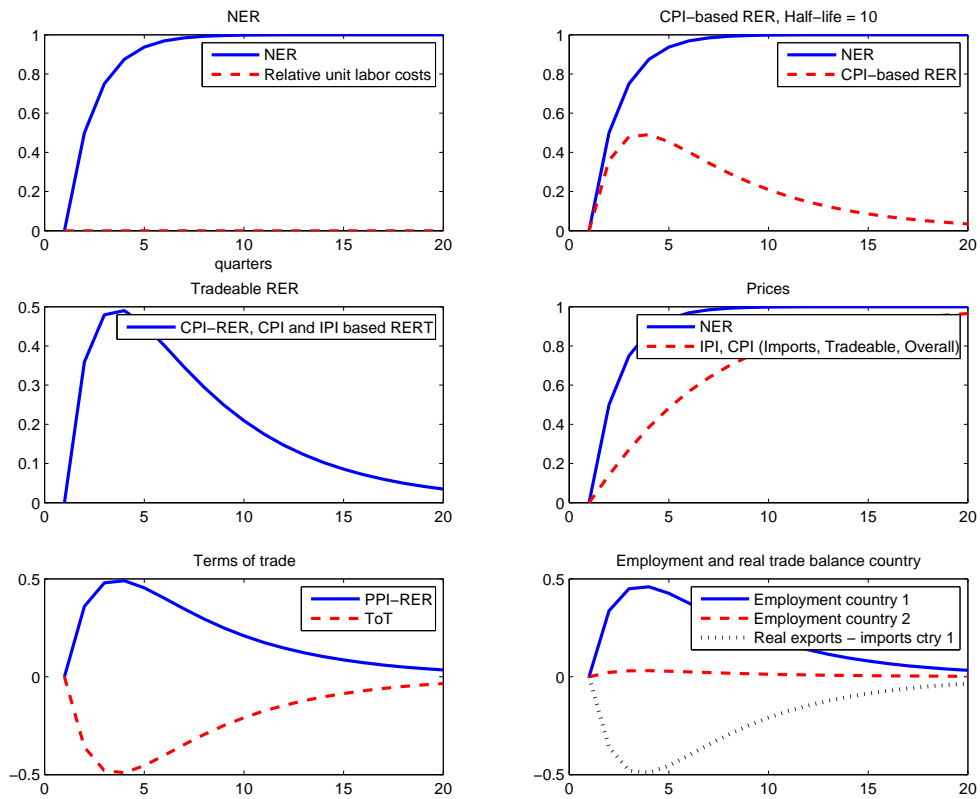 NER
1
0.8
0.6
0.4
0.2
0
0 5 10 15 20
quarters
NER
Relative unit labor costs
CPI−based RER, Half−life = 10
1
0.8
0.6
0.4
0.2
0
0 5 10 15 20
NER
CPI−based RER
Tradeable RER
0.5
0.4
0.3
0.2
0.1
0
0 5 10 15 20
CPI−RER, CPI and IPI based RERT
Prices
1
0.8
0.6
0.4
0.2
0
0 5 10 15 20
NER
IPI, CPI (Imports, Tradeable, Overall)
Terms of trade
0.5
0
−0.5
0 5 10 15 20
PPI−RER
ToT
Employment and real trade balance country
0.5
0
−0.5
0 5 10 15 20
Employment country 1
Employment country 2
Real exports − imports ctry 1